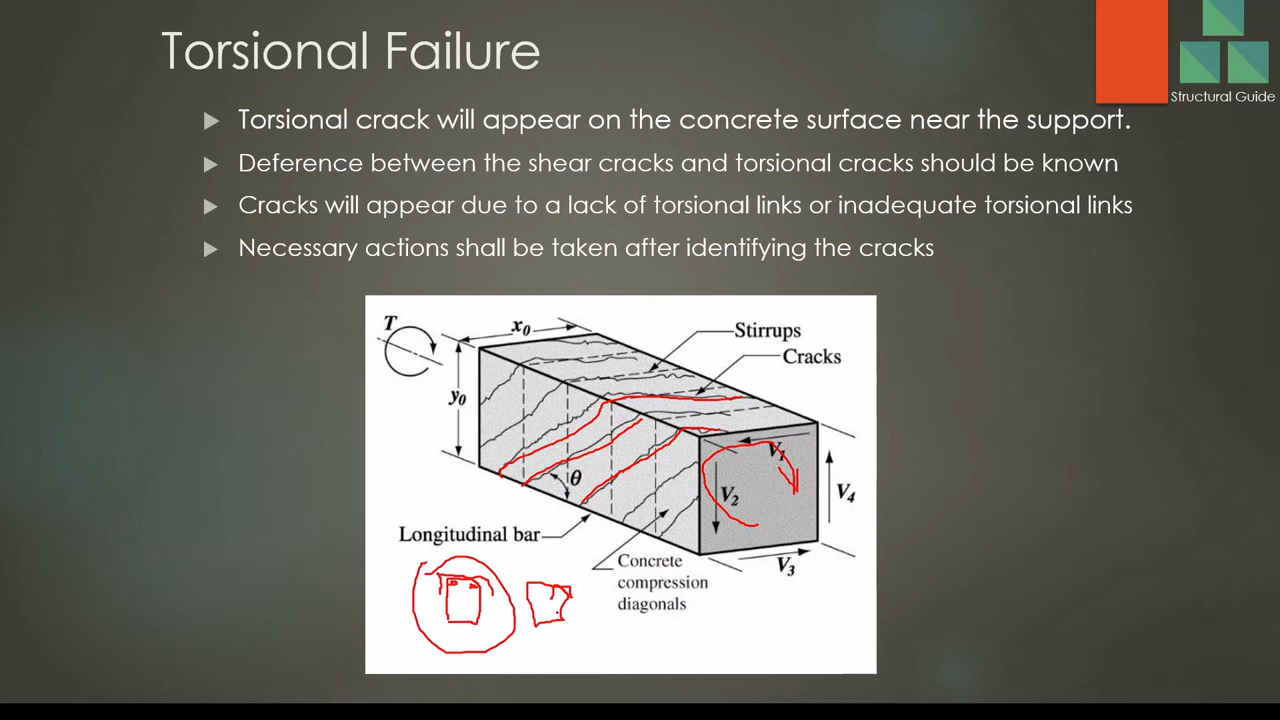 Torsional Failure
Structural Guide
Torsional crack will appear on the concrete surface near the support.
Deference between the shear cracks and torsional cracks should be known
Cracks will appear due to a lack of torsional links or inadequate torsional links
Necessary actions shall be taken after identifying the cracks
T
x₀
Stirrups
Cracks
y₀
θ
V₁
V₂
V₄
Longitudinal bar
V₃
Concrete
compression
diagonals